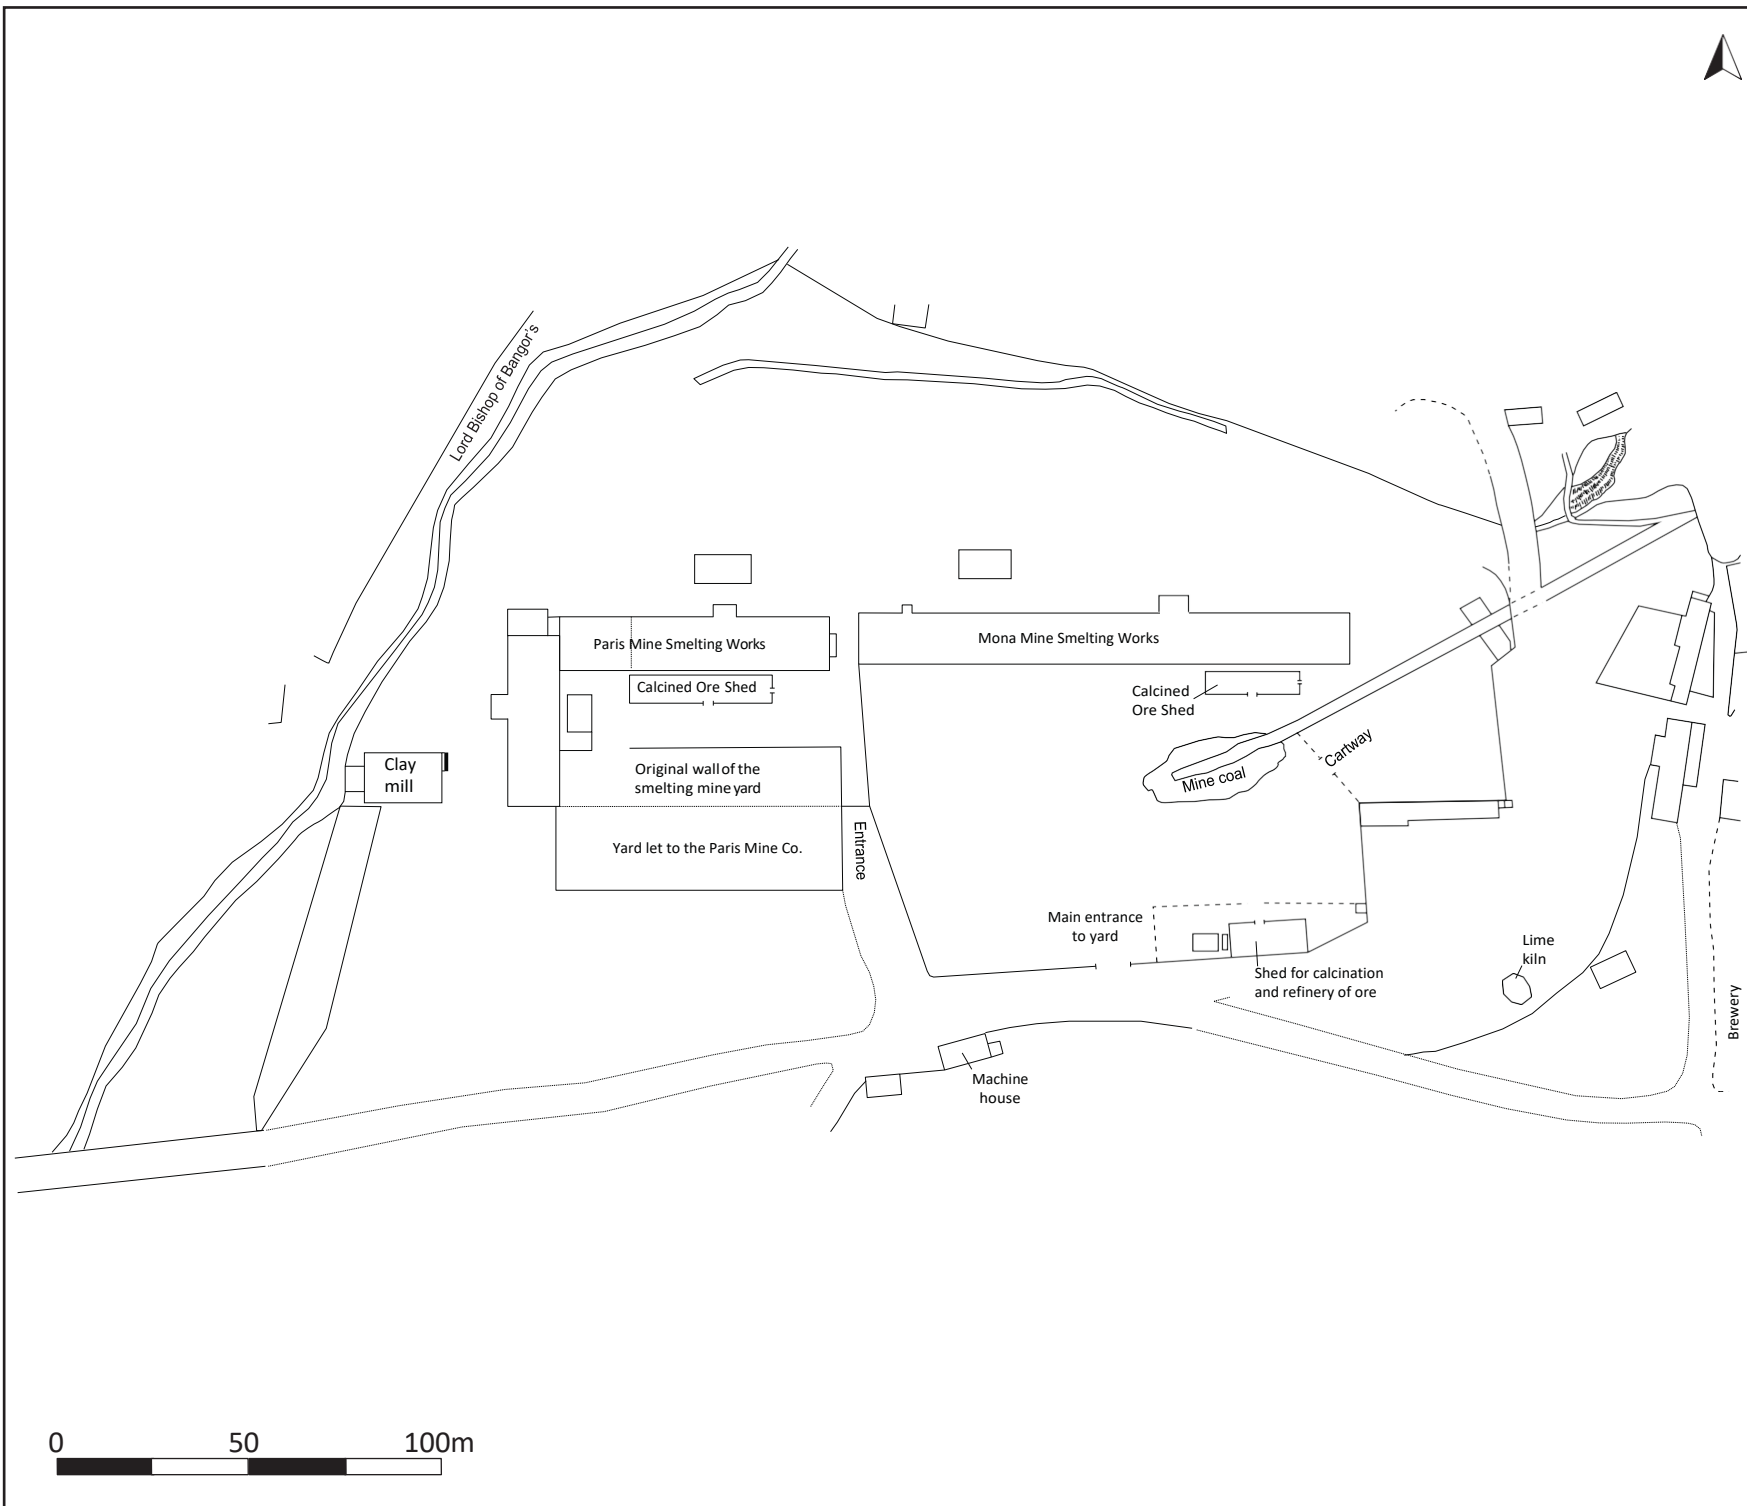 Lord Bishop of Bangor's
Paris Mine Smelting Works
Mona Mine Smelting Works
Calcined Ore Shed
Calcined
Ore Shed
Cartway
Clay
mill
Original wall of the
smelting mine yard
Mine coal
Entrance
Yard let to the Paris Mine Co.
Main entrance
to yard
Shed for calcination
and refinery of ore
Lime
kiln
Brewery
Machine
house
0 50 100m